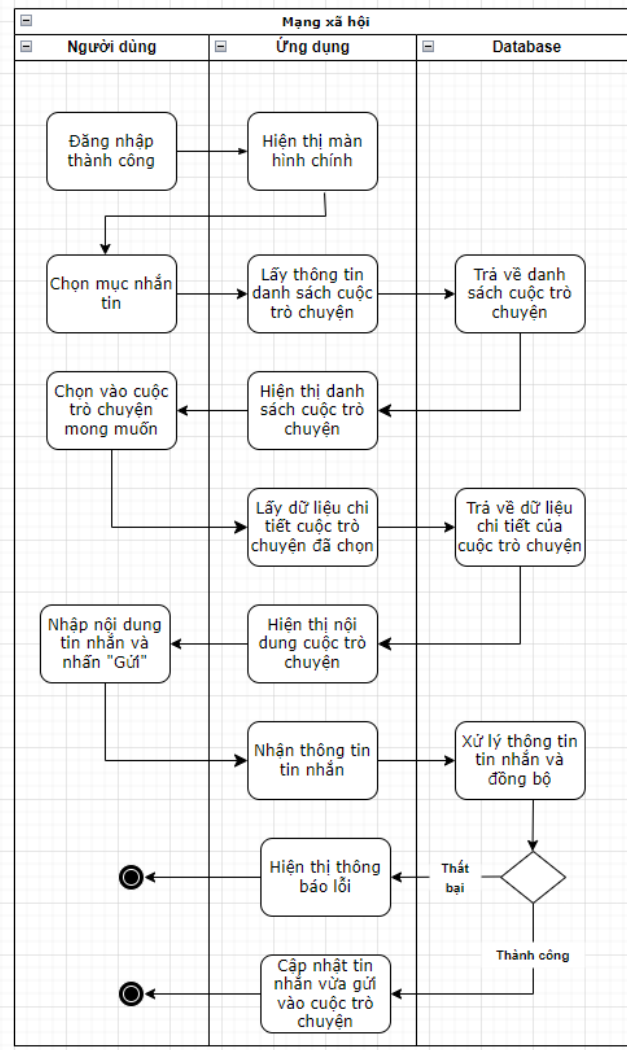 Mạng xã hội
Người dùng
Ứng dụng
Database
Đăng nhập
thành công
Hiện thị màn
hình chính
Chọn mục nhắn
tin
Lấy thông tin
danh sách cuộc
trò chuyện
Trả về danh
sách cuộc trò
chuyện
Chọn vào cuộc
trò chuyện
mong muốn
Hiện thị danh
sách cuộc trò
chuyện
Lấy dữ liệu chi
tiết cuộc trò
chuyện đã chọn
Trả về dữ liệu
chi tiết của
cuộc trò chuyện
Nhập nội dung
tin nhắn và
nhấn "Gửi"
Hiện thị nội
dung cuộc trò
chuyện
Nhận thông tin
tin nhắn
Xử lý thông tin
tin nhắn và
đồng bộ
Hiện thị thông
báo lỗi
Thất
bại
Thành công
Cập nhật tin
nhắn vừa gửi
vào cuộc trò
chuyện